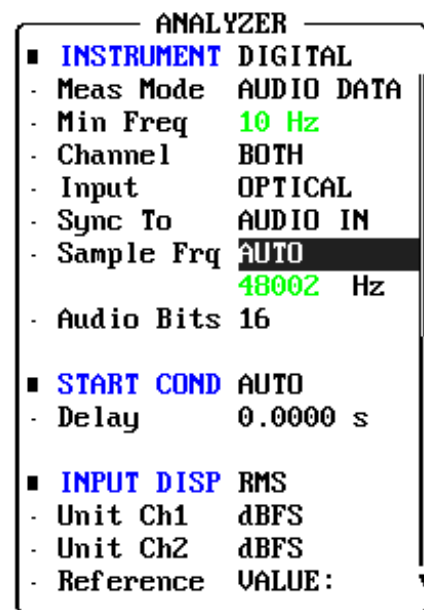 ANALYZER
INSTRUMENT DIGITAL
Meas Mode AUDIO DATA
Min Freq 10 Hz
Channel BOTH
Input OPTICAL
Sync To AUDIO IN
Sample Frq AUTO
48002 Hz
Audio Bits 16
START COND AUTO
Delay 0.0000 s
INPUT DISP RMS
Unit Ch1 dBFS
Unit Ch2 dBFS
Reference VALUE: